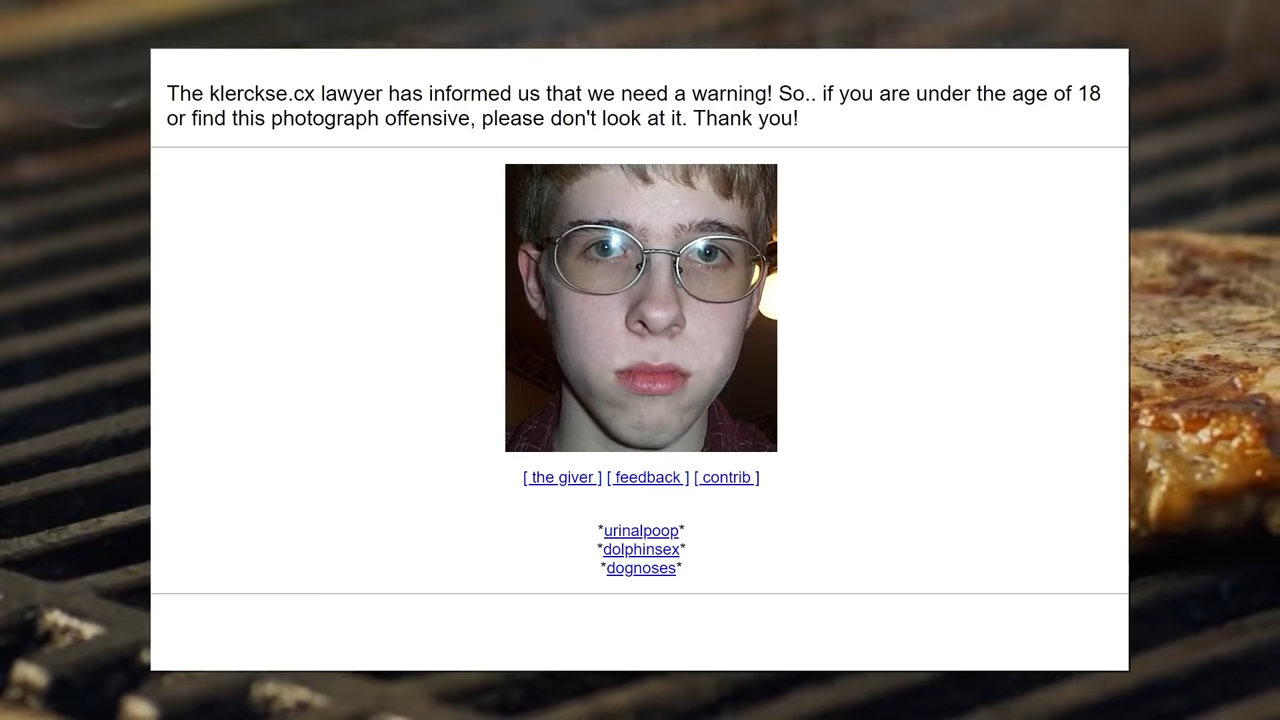 The klerckse.cx lawyer has informed us that we need a warning! So.. if you are under the age of 18
or find this photograph offensive, please don't look at it. Thank you!
[ the giver ] [ feedback ] [ contrib ]
*urinalpoop*
*dolphinsex*
*dognoses*